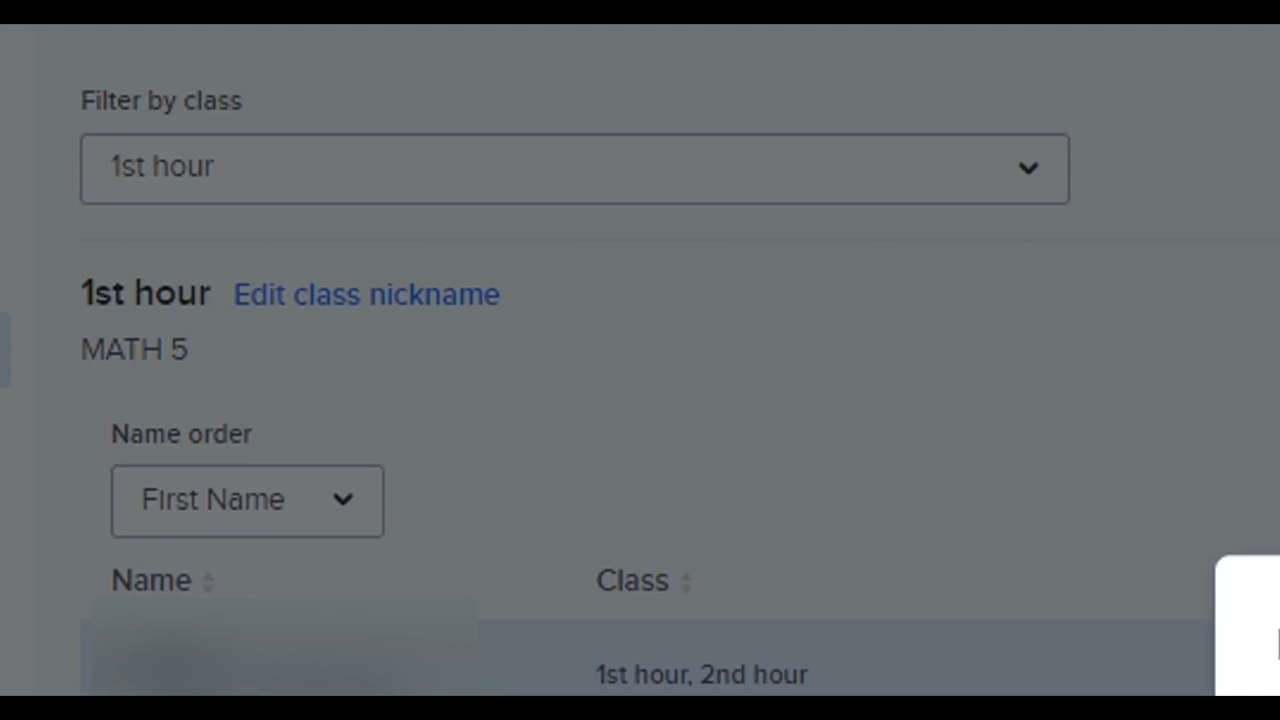 Filter by class
1st hour
1st hour Edit class nickname
MATH 5
Name order
First Name
Name Class
1st hour, 2nd hour